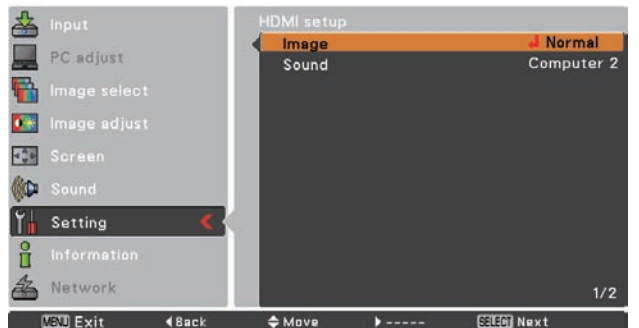 Input
PC adjust
Image select
Image adjust
Screen
Sound
Setting
Information
Network
HDMI setup
Image Normal
Sound Computer 2
1/2
MENU Exit Back Move ----- SELECT Next